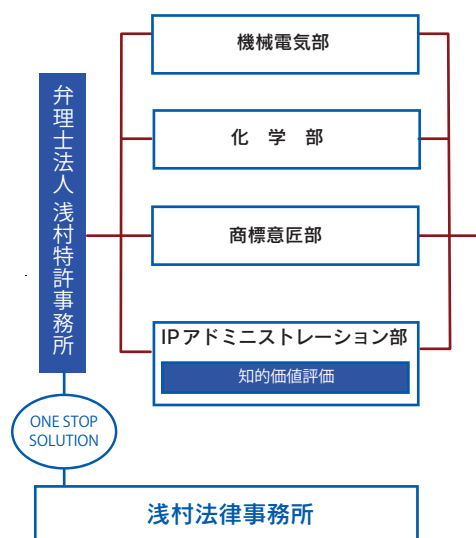 機械電気部
弁理士法人 浅村特許事務所
化 学 部
商標意匠部
IPアドミニストレーション部
知的価値評価
ONE STOP
SOLUTION
浅村法律事務所